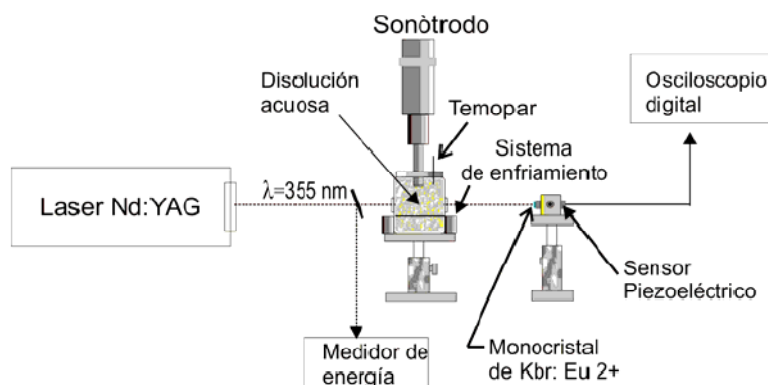 Sonòtrodo
Disolución
acuosa
Temopar
Osciloscopio
digital
Sistema
de enfriamiento
λ=355 nm
Laser Nd:YAG
Sensor
Piezoeléctrico
Medidor de
energía
Monocristal
de Kbr: Eu 2+